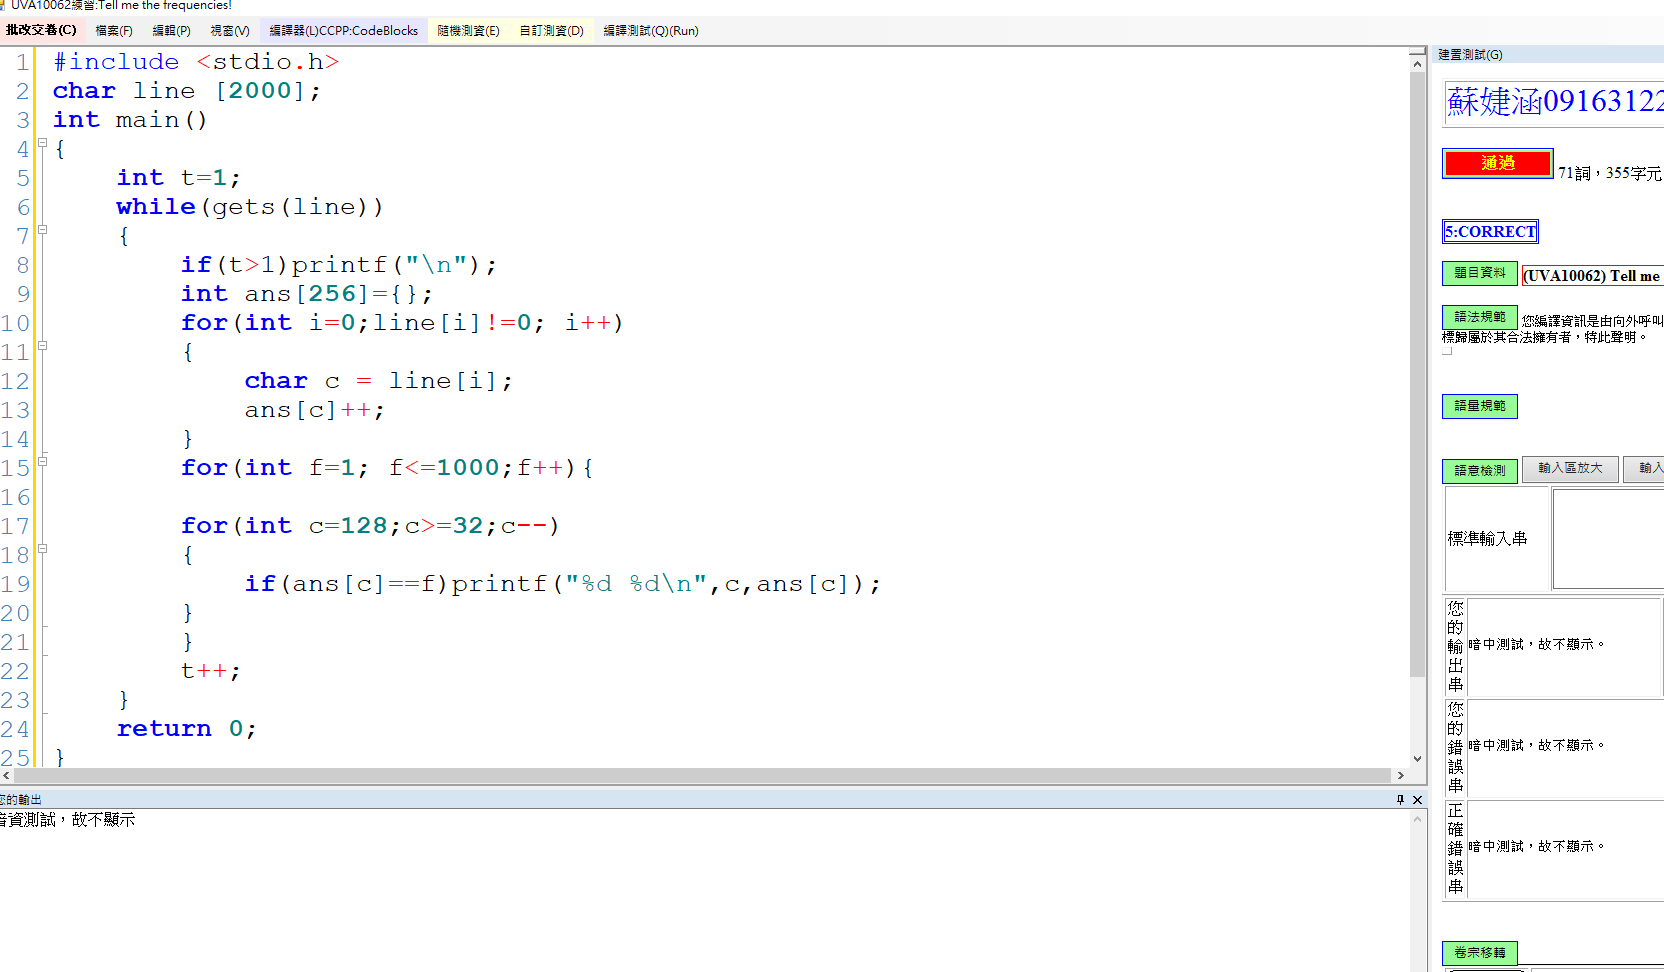 UVA10062練習:Tell me the frequencies!
批改交卷(C) 檔案(F) 編輯(P) 視窗(V) 編譯器(L)CCPP:CodeBlocks 隨機測資(E) 自訂測資(D) 編譯測試(Q)(Run)
1 #include <stdio.h>
2 char line [2000];
3 int main()
4 {
5 int t=1;
6 while(gets(line))
7 {
8 if(t>1)printf("\n");
9 int ans[256]={};
10 for(int i=0;line[i]!=0; i++)
11 {
12 char c = line[i];
13 ans[c]++;
14 }
15 for(int f=1; f<=1000;f++){
16
17 for(int c=128;c>=32;c--)
18 {
19 if(ans[c]==f)printf("%d %d\n",c,ans[c]);
20 }
21 }
22 t++;
23 }
24 return 0;
25 }
您的輸出
暗資測試，故不顯示
建置測試(G)
蘇婕涵09163122
通過 71詞，355字元
5:CORRECT
題目資料 (UVA10062) Tell me
語法規範 您編譯資訊是由向外呼叫
標歸屬於其合法擁有者，特此聲明。
語量規範
語意檢測 輸入區放大 輸入
標準輸入串
您的輸出串 暗中測試，故不顯示。
您的錯誤串 暗中測試，故不顯示。
正確錯誤串 暗中測試，故不顯示。
卷宗移轉